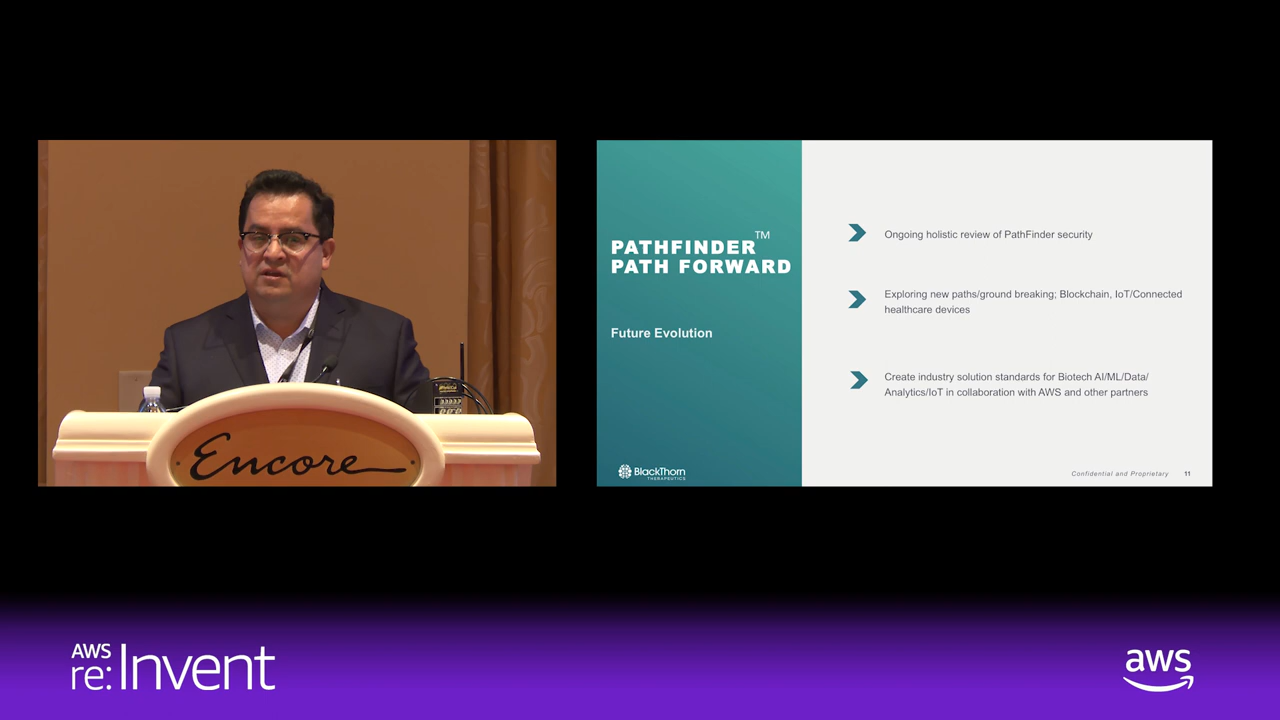 Encore
PATHFINDER™
PATH FORWARD
Future Evolution
BlackThorn
THERAPEUTICS
Ongoing holistic review of PathFinder security
Exploring new paths/ground breaking; Blockchain, IoT/Connected
healthcare devices
Create industry solution standards for Biotech AI/ML/Data/
Analytics/IoT in collaboration with AWS and other partners
Confidential and Proprietary 11
AWS
re:Invent
aws